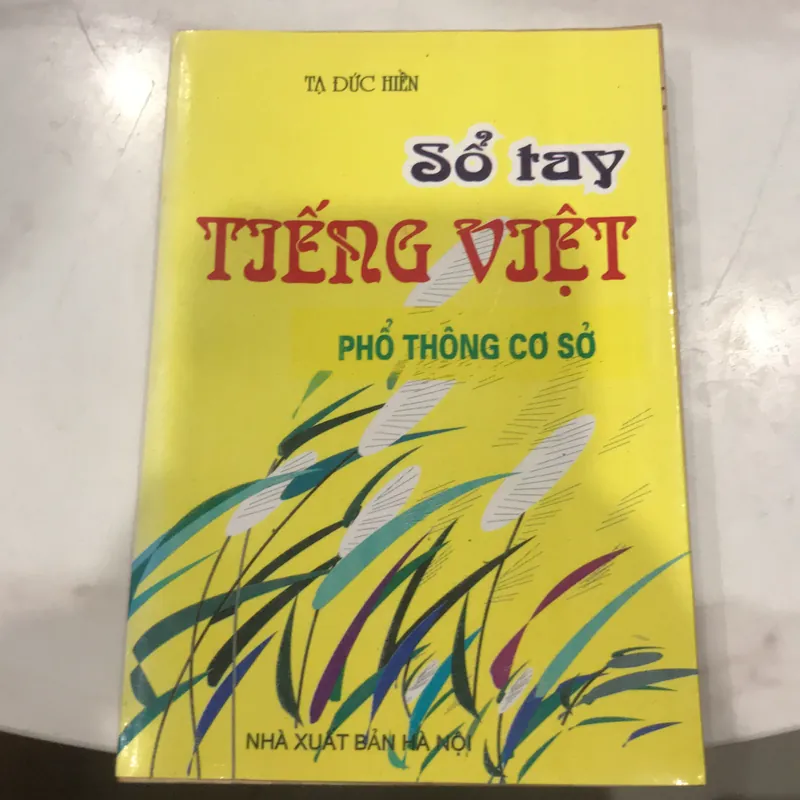 TẠ ĐỨC HIỀN
Sổ tay
TIẾNG VIỆT
PHỔ THÔNG CƠ SỞ
NHÀ XUẤT BẢN HÀ NỘI